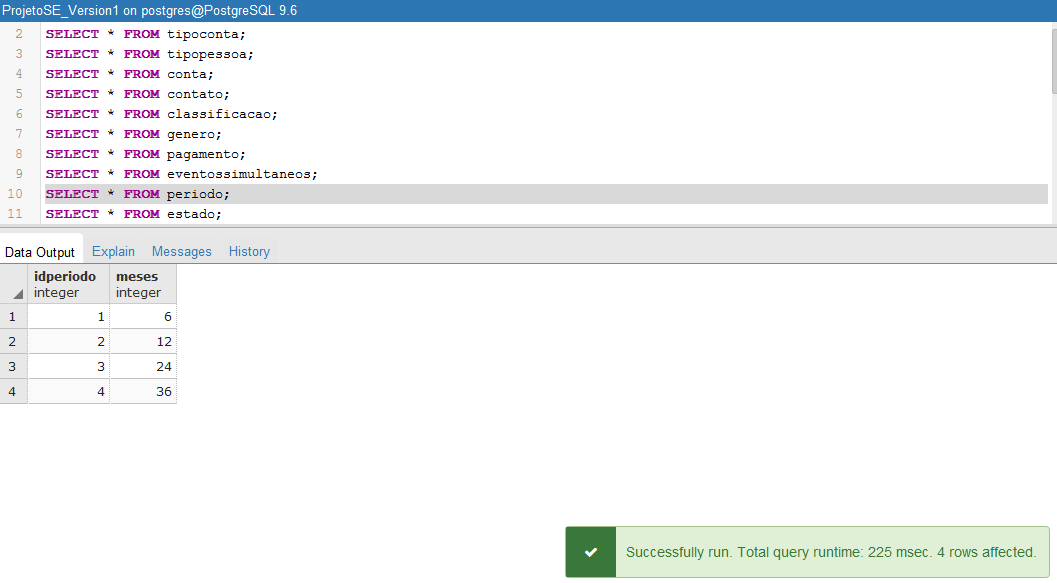 ProjetoSE_Version1 on postgres@PostgreSQL 9.6
2 SELECT * FROM tipoconta;
3 SELECT * FROM tipopessoa;
4 SELECT * FROM conta;
5 SELECT * FROM contato;
6 SELECT * FROM classificacao;
7 SELECT * FROM genero;
8 SELECT * FROM pagamento;
9 SELECT * FROM eventossimultaneos;
10 SELECT * FROM periodo;
11 SELECT * FROM estado;
Data Output Explain Messages History
idperiodo meses
integer integer
1 1 6
2 2 12
3 3 24
4 4 36
Successfully run. Total query runtime: 225 msec. 4 rows affected.